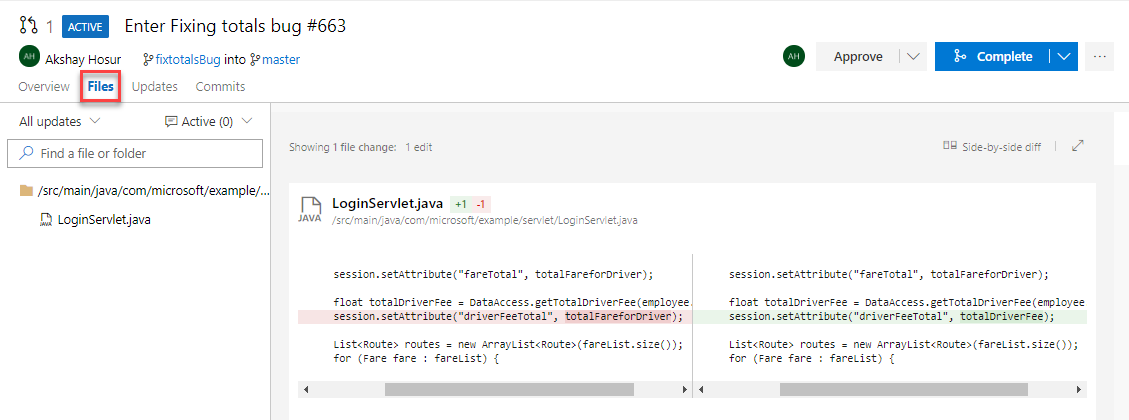 1 ACTIVE Enter Fixing totals bug #663
AH Akshay Hosur fixtotalsBug into master AH Approve Complete ...
Overview Files Updates Commits
All updates Active (0)
Find a file or folder
/src/main/java/com/microsoft/example/...
LoginServlet.java
Showing 1 file change: 1 edit Side-by-side diff
JAVA LoginServlet.java +1 -1
/src/main/java/com/microsoft/example/servlet/LoginServlet.java
session.setAttribute("fareTotal", totalFareforDriver);
float totalDriverFee = DataAccess.getTotalDriverFee(employee.
session.setAttribute("driverFeeTotal", totalFareforDriver);
List<Route> routes = new ArrayList<Route>(fareList.size());
for (Fare fare : fareList) {
session.setAttribute("fareTotal", totalFareforDriver);
float totalDriverFee = DataAccess.getTotalDriverFee(employee
session.setAttribute("driverFeeTotal", totalDriverFee);
List<Route> routes = new ArrayList<Route>(fareList.size());
for (Fare fare : fareList) {